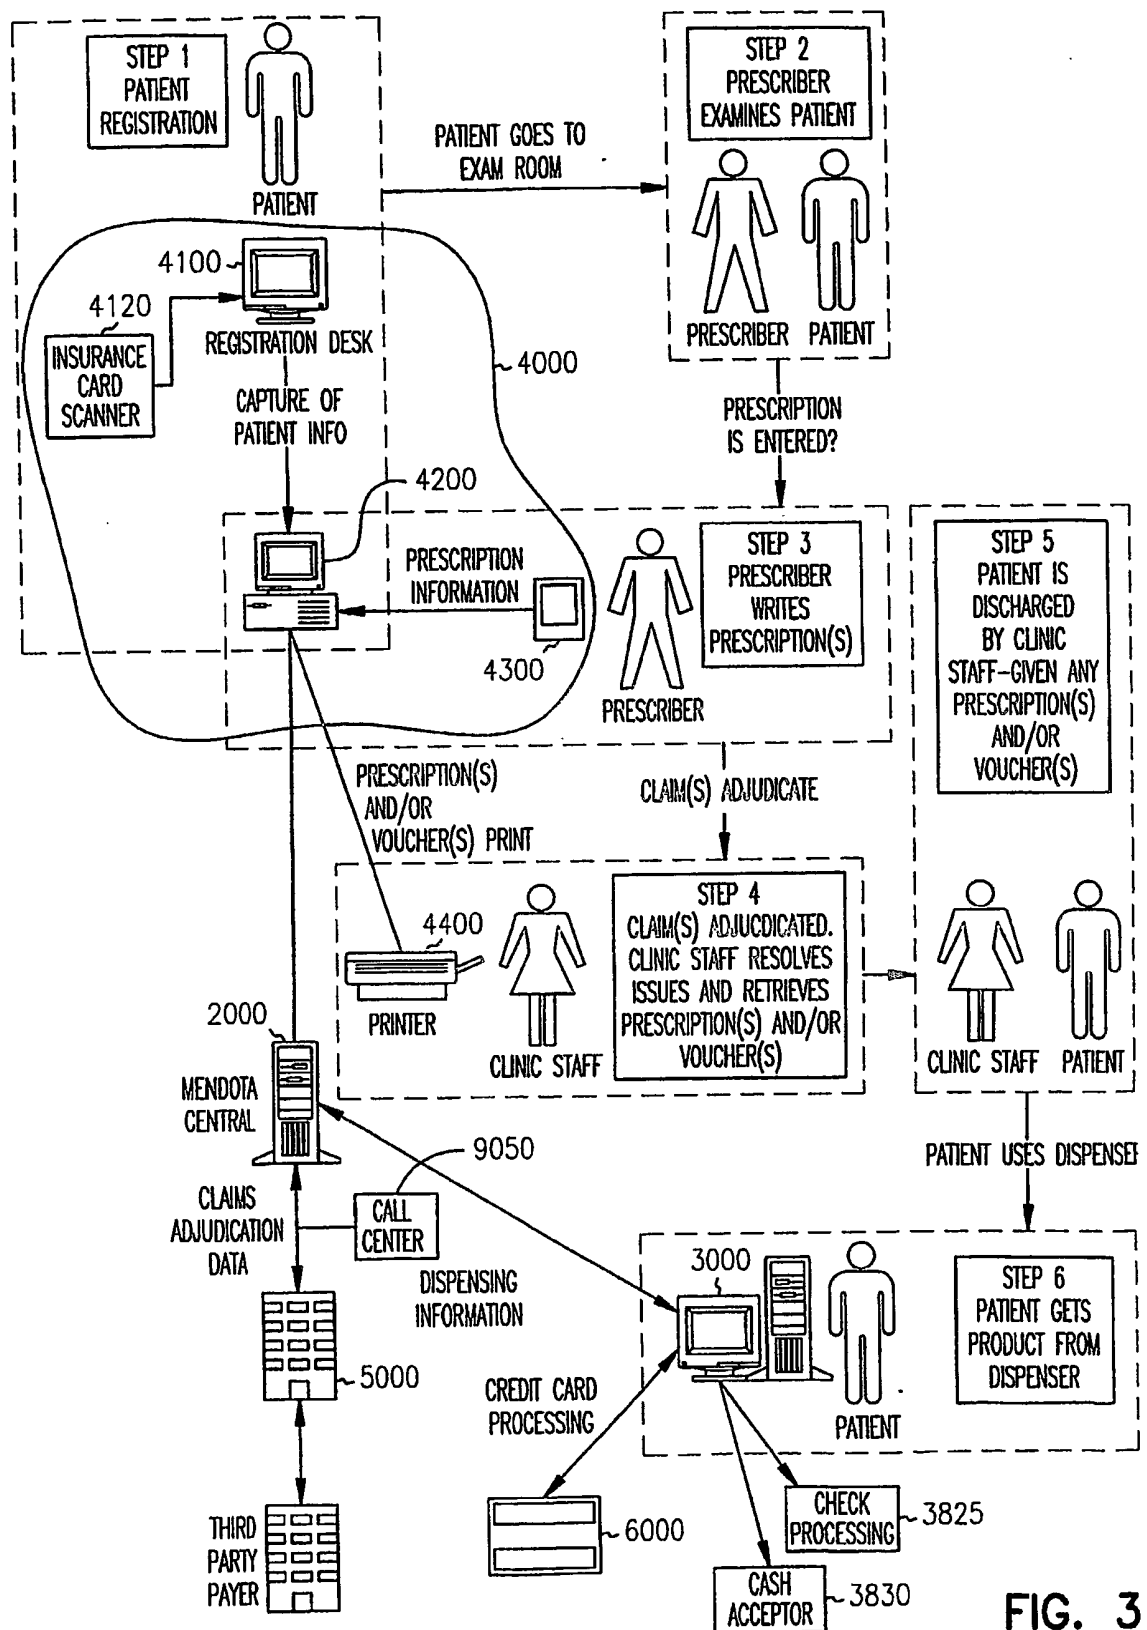 STEP 1
PATIENT
REGISTRATION
PATIENT
PATIENT GOES TO
EXAM ROOM
STEP 2
PRESCRIBER
EXAMINES PATIENT
PRESCRIBER
PATIENT
4100
4120
INSURANCE
CARD
SCANNER
REGISTRATION DESK
4000
CAPTURE OF
PATIENT INFO
PRESCRIPTION
IS ENTERED?
4200
PRESCRIPTION
INFORMATION
4300
PRESCRIBER
STEP 3
PRESCRIBER
WRITES
PRESCRIPTION(S)
STEP 5
PATIENT IS
DISCHARGED
BY CLINIC
STAFF-GIVEN ANY
PRESCRIPTION(S)
AND/OR
VOUCHER(S)
PRESCRIPTION(S)
AND/OR
VOUCHER(S) PRINT
CLAIM(S) ADJUDICATE
4400
PRINTER
CLINIC STAFF
STEP 4
CLAIM(S) ADJUCDICATED.
CLINIC STAFF RESOLVES
ISSUES AND RETRIEVES
PRESCRIPTION(S) AND/OR
VOUCHER(S)
CLINIC STAFF
PATIENT
2000
MENDOTA
CENTRAL
9050
CALL
CENTER
CLAIMS
ADJUDICATION
DATA
DISPENSING
INFORMATION
PATIENT USES DISPENSER
3000
PATIENT
STEP 6
PATIENT GETS
PRODUCT FROM
DISPENSER
5000
CREDIT CARD
PROCESSING
6000
CHECK
PROCESSING
3825
CASH
ACCEPTOR
3830
THIRD
PARTY
PAYER
FIG. 3